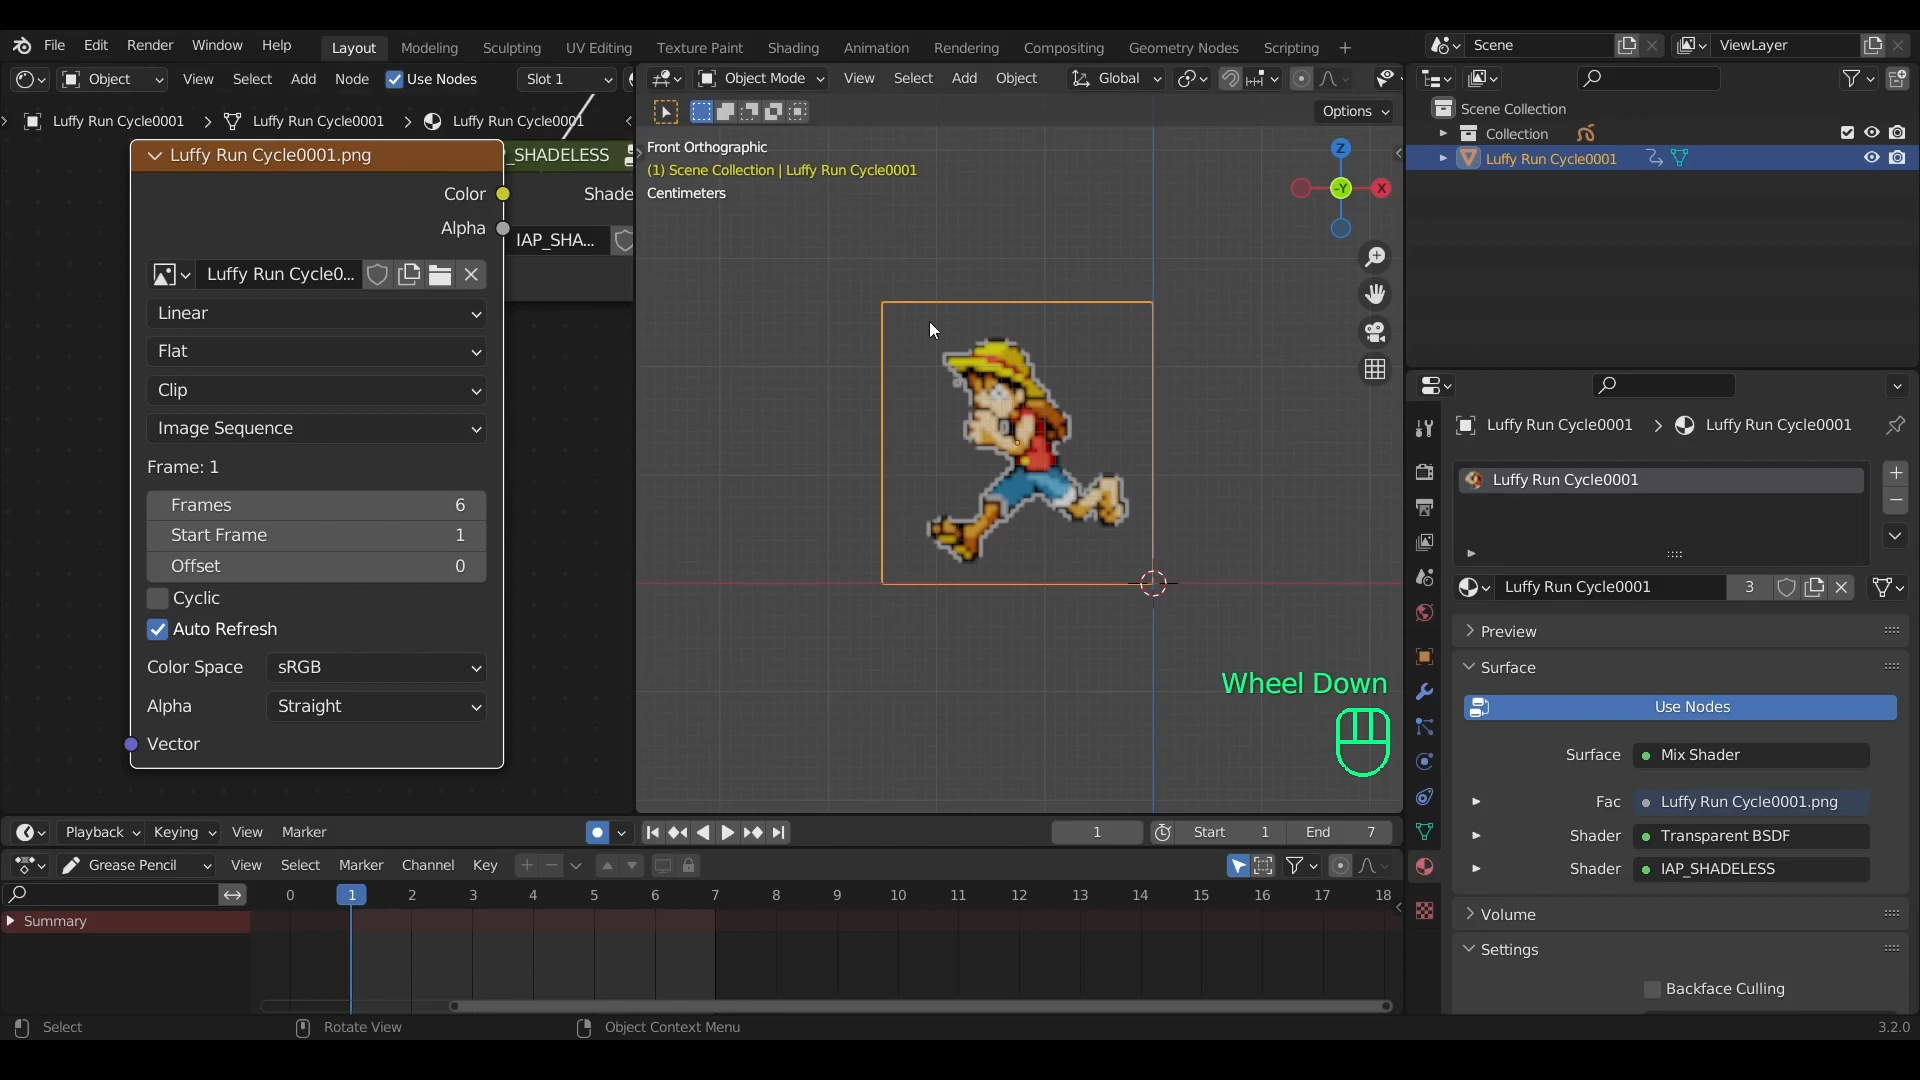 File Edit Render Window Help Layout Modeling Sculpting UV Editing Texture Paint Shading Animation Rendering Compositing Geometry Nodes Scripting + Scene ViewLayer
Object View Select Add Node Use Nodes Slot 1 Object Mode View Select Add Object Global
Options
Luffy Run Cycle0001 > Luffy Run Cycle0001 > Luffy Run Cycle0001
Luffy Run Cycle0001.png
_SHADELESS
Color
Shade
Alpha
IAP_SHA...
Luffy Run Cycle0...
Linear
Flat
Clip
Image Sequence
Frame: 1
Frames 6
Start Frame 1
Offset 0
Cyclic
Auto Refresh
Color Space sRGB
Alpha Straight
Vector
Front Orthographic
(1) Scene Collection | Luffy Run Cycle0001
Centimeters
Z
-Y
X
Wheel Down
Scene Collection
Collection
Luffy Run Cycle0001
Luffy Run Cycle0001 > Luffy Run Cycle0001
Luffy Run Cycle0001
Luffy Run Cycle0001 3
Preview
Surface
Use Nodes
Surface Mix Shader
Fac Luffy Run Cycle0001.png
Shader Transparent BSDF
Shader IAP_SHADELESS
Volume
Settings
Backface Culling
Playback Keying View Marker 1 Start 1 End 7
Grease Pencil View Select Marker Channel Key
0 1 2 3 4 5 6 7 8 9 10 11 12 13 14 15 16 17 18
Summary
Select Rotate View Object Context Menu 3.2.0